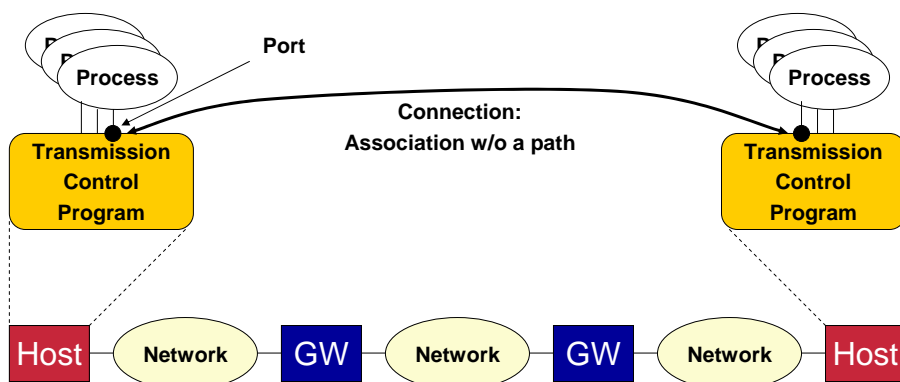 Process
Port
Process
Connection:
Association w/o a path
Transmission
Control
Program
Transmission
Control
Program
Host
Network
GW
Network
GW
Network
Host